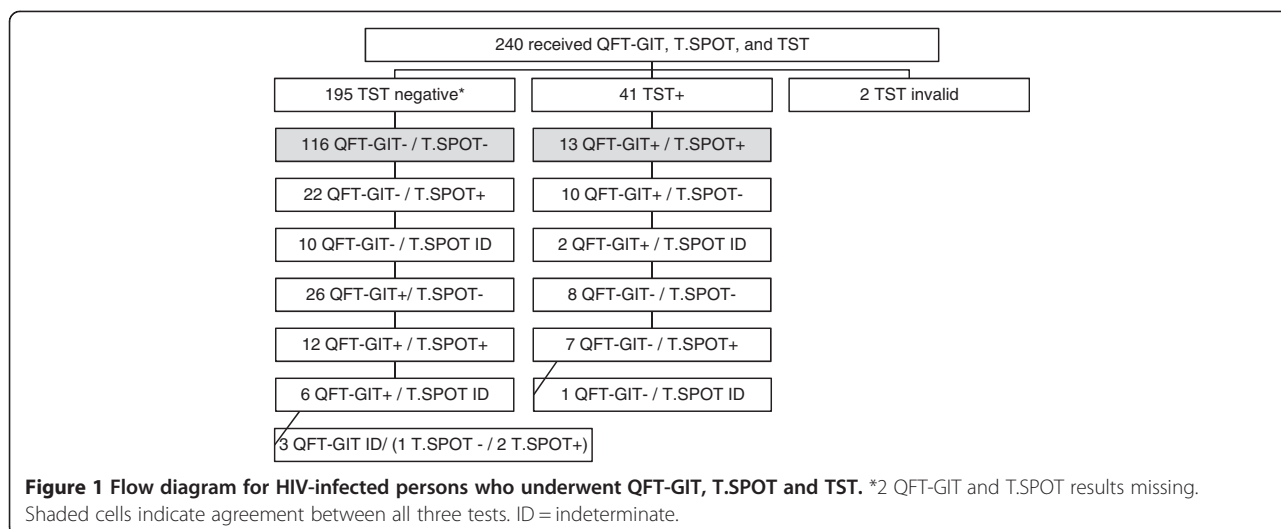 240 received QFT-GIT, T.SPOT, and TST
195 TST negative*
41 TST+
2 TST invalid
116 QFT-GIT- / T.SPOT-
13 QFT-GIT+ / T.SPOT+
22 QFT-GIT- / T.SPOT+
10 QFT-GIT+ / T.SPOT-
10 QFT-GIT- / T.SPOT ID
2 QFT-GIT+ / T.SPOT ID
26 QFT-GIT+/ T.SPOT-
8 QFT-GIT- / T.SPOT-
12 QFT-GIT+ / T.SPOT+
7 QFT-GIT- / T.SPOT+
6 QFT-GIT+ / T.SPOT ID
1 QFT-GIT- / T.SPOT ID
3 QFT-GIT ID/ (1 T.SPOT - / 2 T.SPOT+)
Figure 1 Flow diagram for HIV-infected persons who underwent QFT-GIT, T.SPOT and TST. *2 QFT-GIT and T.SPOT results missing.
Shaded cells indicate agreement between all three tests. ID = indeterminate.